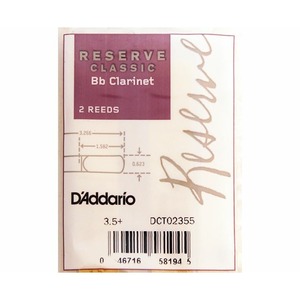 RESERVE
CLASSIC
Bb Clarinet
2 REEDS
Reserve
D'Addario
3.5+ DCT02355
0 46716 58194 5